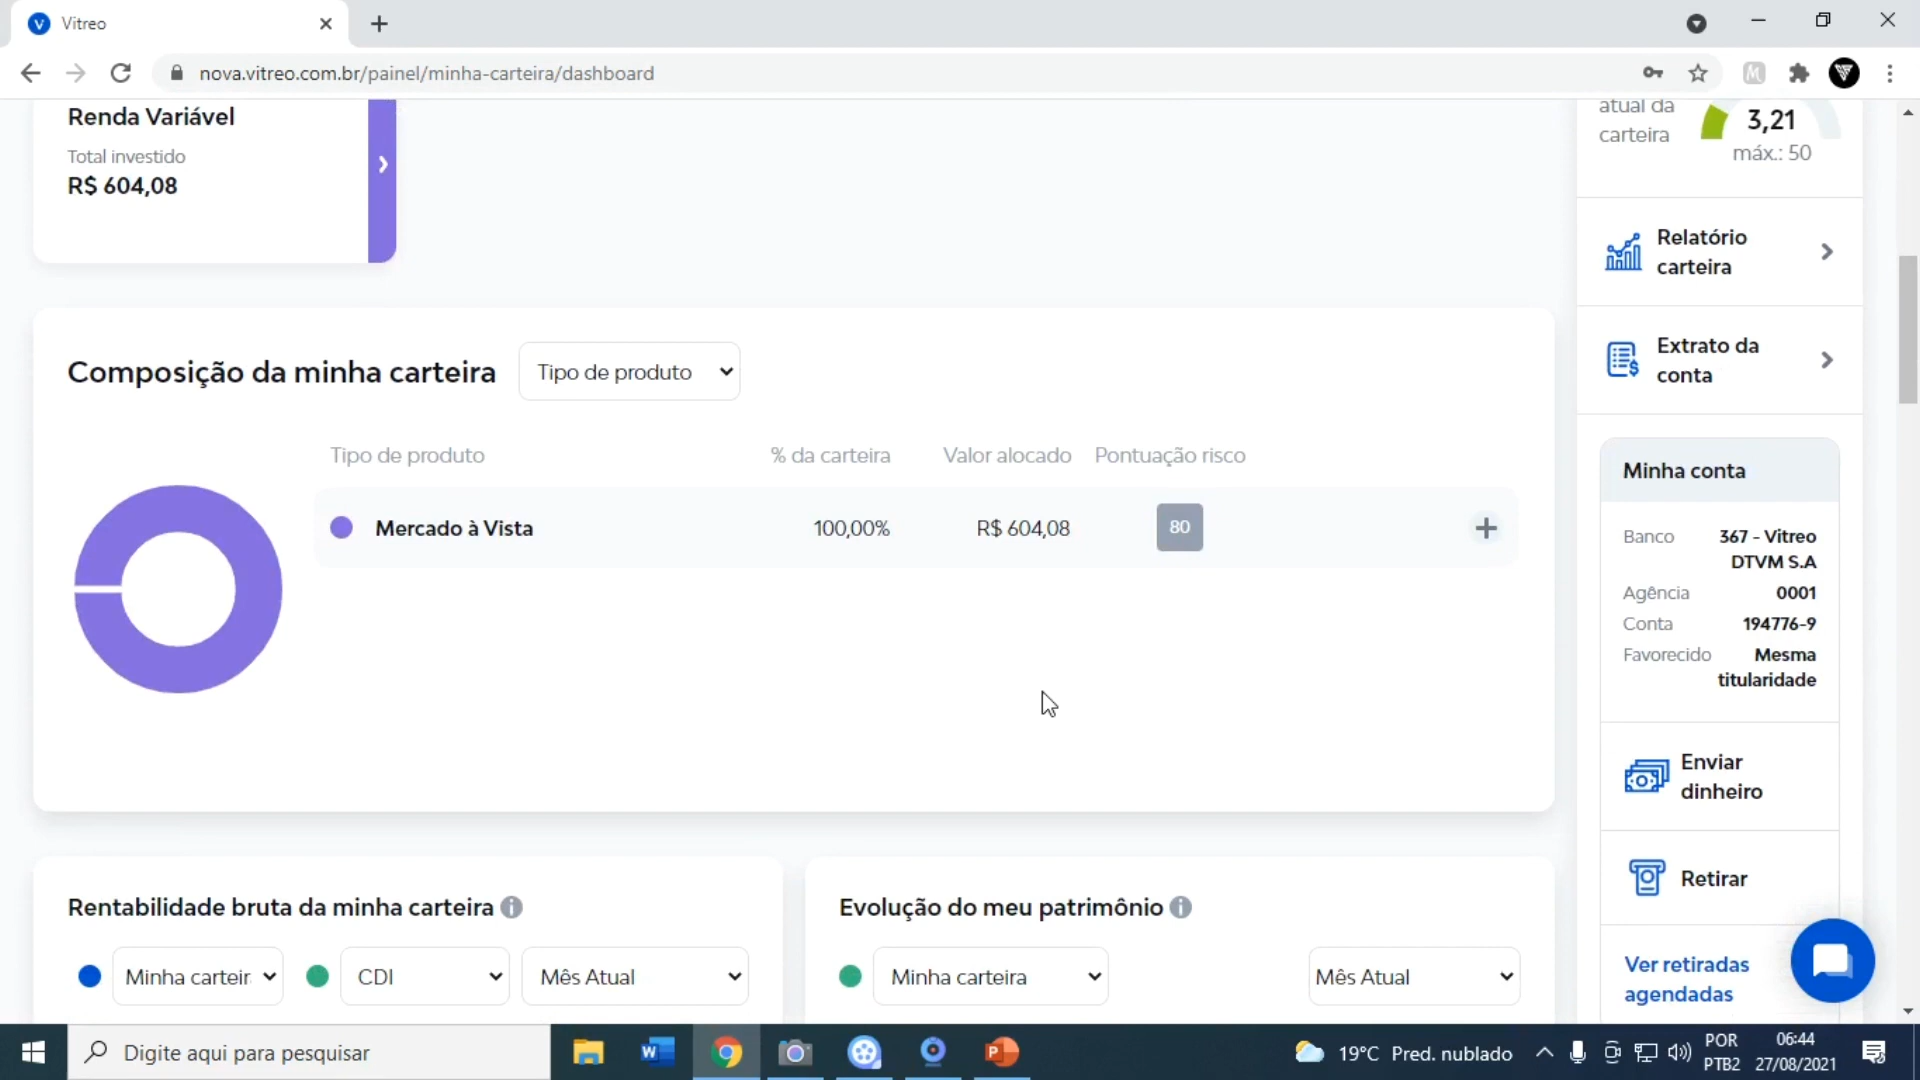 Vitreo
nova.vitreo.com.br/painel/minha-carteira/dashboard
Renda Variável
Total investido
R$ 604,08
atual da
carteira
3,21
máx.: 50
Relatório
carteira
Extrato da
conta
Composição da minha carteira
Tipo de produto
Tipo de produto % da carteira Valor alocado Pontuação risco
Mercado à Vista 100,00% R$ 604,08 80
Minha conta
Banco 367 - Vitreo
DTVM S.A
Agência 0001
Conta 194776-9
Favorecido Mesma
titularidade
Enviar
dinheiro
Retirar
Ver retiradas
agendadas
Rentabilidade bruta da minha carteira
Minha carteir CDI Mês Atual
Evolução do meu patrimônio
Minha carteira Mês Atual
Digite aqui para pesquisar
19°C Pred. nublado
POR
PTB2
06:44
27/08/2021